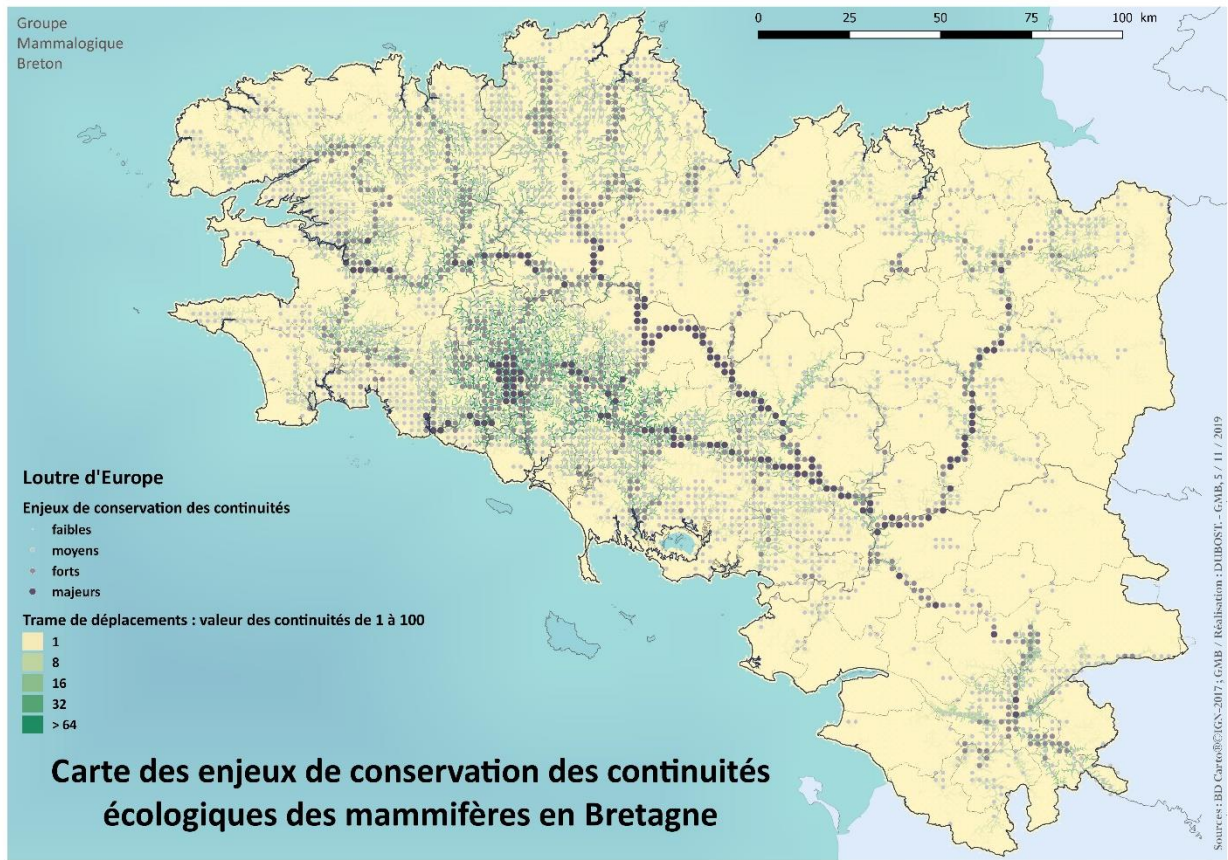 Groupe
Mammalogique
Breton
0 25 50 75 100 km
Loutre d'Europe
Enjeux de conservation des continuités
faibles
moyens
forts
majeurs
Trame de déplacements : valeur des continuités de 1 à 100
1
8
16
32
> 64
Carte des enjeux de conservation des continuités
écologiques des mammifères en Bretagne
Sources : BD Carto®©IGN-2017 ; GMB / Réalisation : DUBOST. - GMB, 5 / 11 / 2019